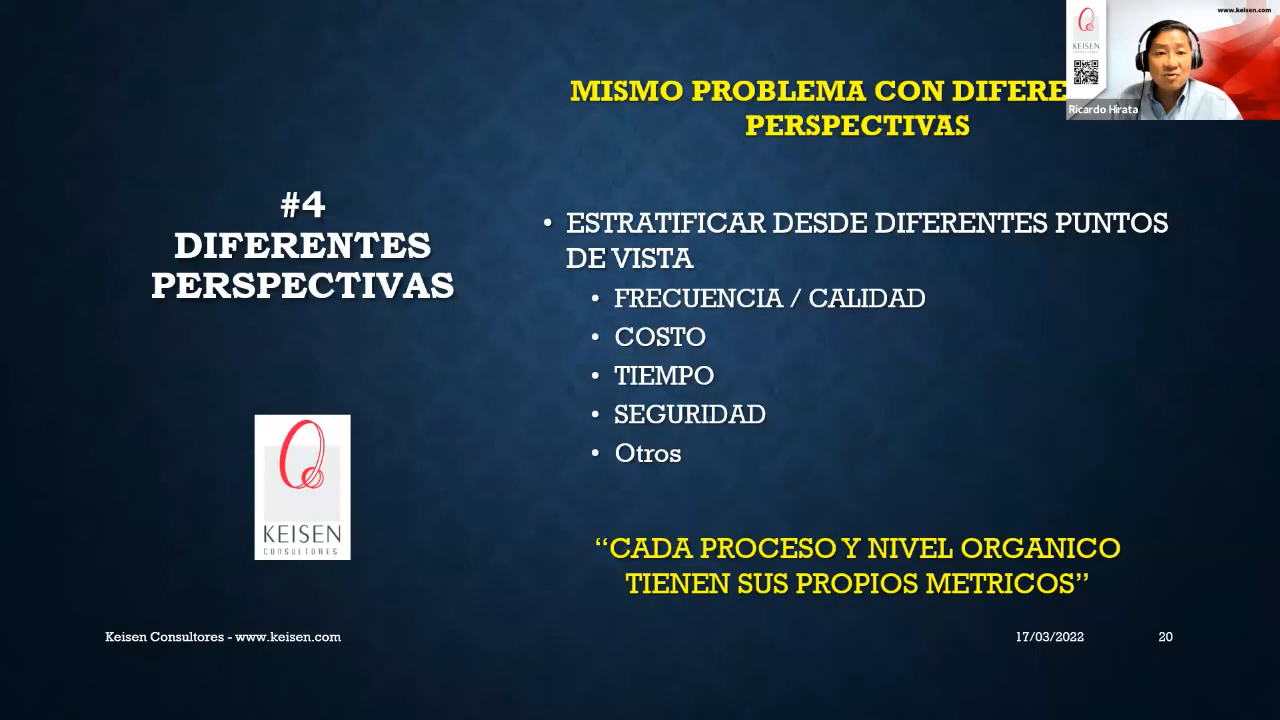 www.keisen.com
KEISEN
Ricardo Hirata
MISMO PROBLEMA CON
PERSPECTIVAS
#4
DIFERENTES
PERSPECTIVAS
• ESTRATIFICAR DESDE DIFERENTES PUNTOS
DE VISTA
• FRECUENCIA / CALIDAD
• COSTO
• TIEMPO
• SEGURIDAD
• Otros
KEISEN
CONSULTORES
“CADA PROCESO Y NIVEL ORGANICO
TIENEN SUS PROPIOS METRICOS”
Keisen Consultores - www.keisen.com
17/03/2022
20